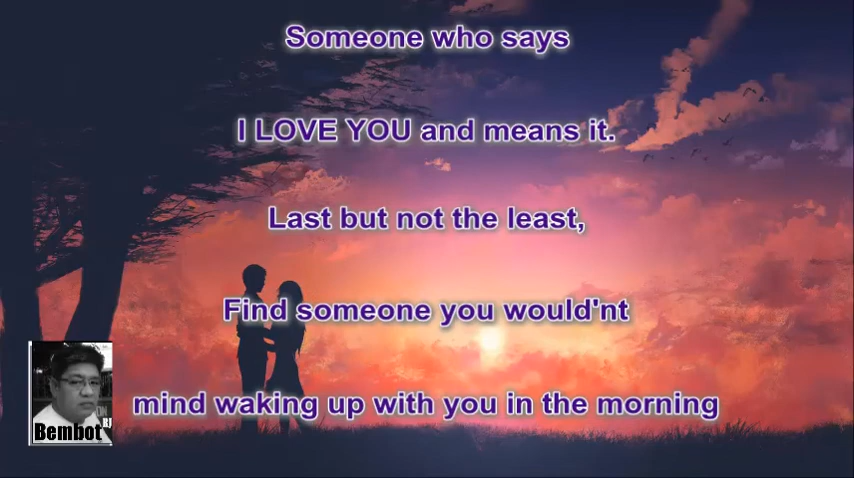 Someone who says
I LOVE YOU and means it.
Last but not the least,
Find someone you would'nt
mind waking up with you in the morning
Bembot
RJ